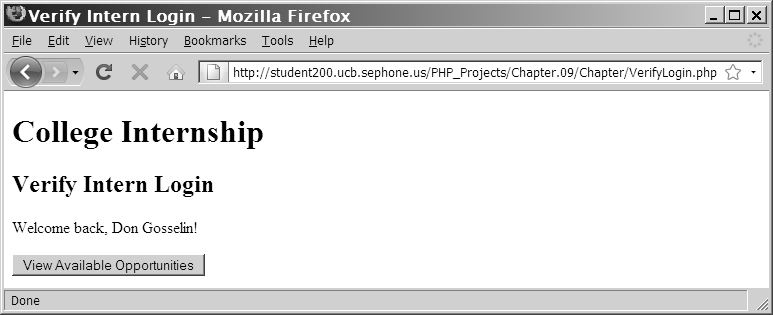 Verify Intern Login – Mozilla Firefox
File Edit View History Bookmarks Tools Help
http://student200.ucb.sephone.us/PHP_Projects/Chapter.09/Chapter/VerifyLogin.php
College Internship
Verify Intern Login
Welcome back, Don Gosselin!
View Available Opportunities
Done